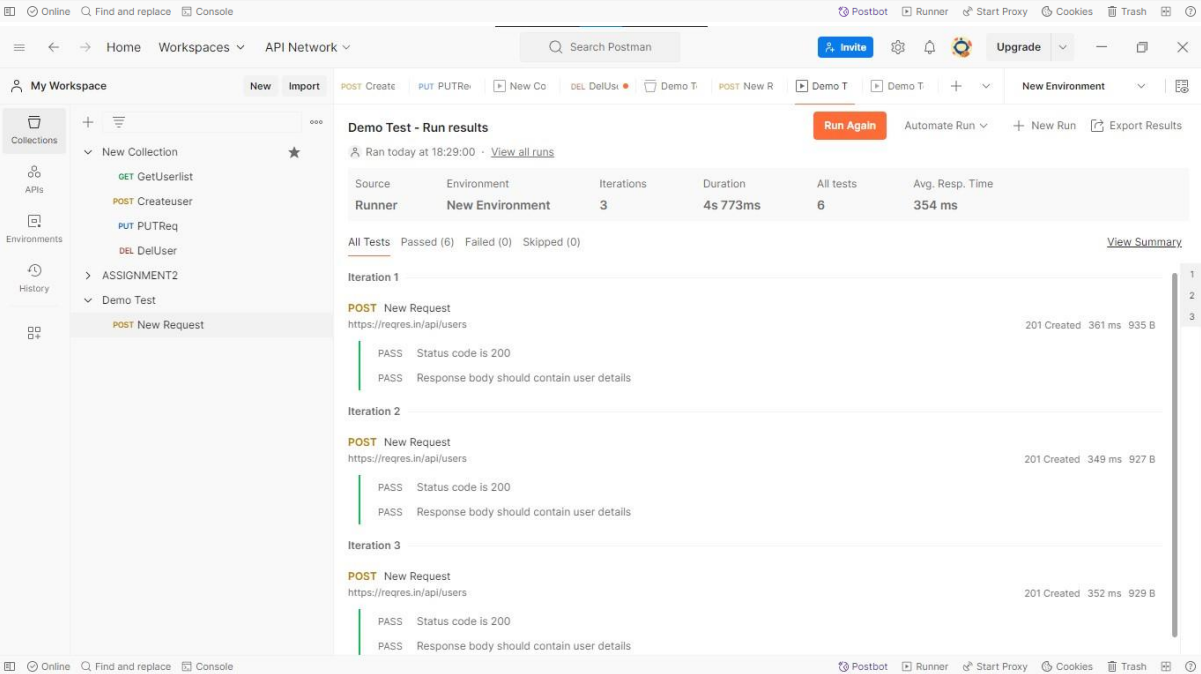 Online Find and replace Console Postbot Runner Start Proxy Cookies Trash
Home Workspaces API Network Search Postman Invite Upgrade
My Workspace New Import POST Create PUT PUTRe New Co DEL DelUs Demo T POST New R Demo T Demo T New Environment
Collections
APIs
Environments
History
New Collection
GET GetUserlist
POST Createuser
PUT PUTReq
DEL DelUser
ASSIGNMENT2
Demo Test
POST New Request
Demo Test - Run results Run Again Automate Run New Run Export Results
Ran today at 18:29:00 · View all runs
Source Environment Iterations Duration All tests Avg. Resp. Time
Runner New Environment 3 4s 773ms 6 354 ms
All Tests Passed (6) Failed (0) Skipped (0) View Summary
Iteration 1
POST New Request
https://reqres.in/api/users 201 Created 361 ms 935 B
PASS Status code is 200
PASS Response body should contain user details
Iteration 2
POST New Request
https://reqres.in/api/users 201 Created 349 ms 927 B
PASS Status code is 200
PASS Response body should contain user details
Iteration 3
POST New Request
https://reqres.in/api/users 201 Created 352 ms 929 B
PASS Status code is 200
PASS Response body should contain user details
1
2
3
Online Find and replace Console Postbot Runner Start Proxy Cookies Trash